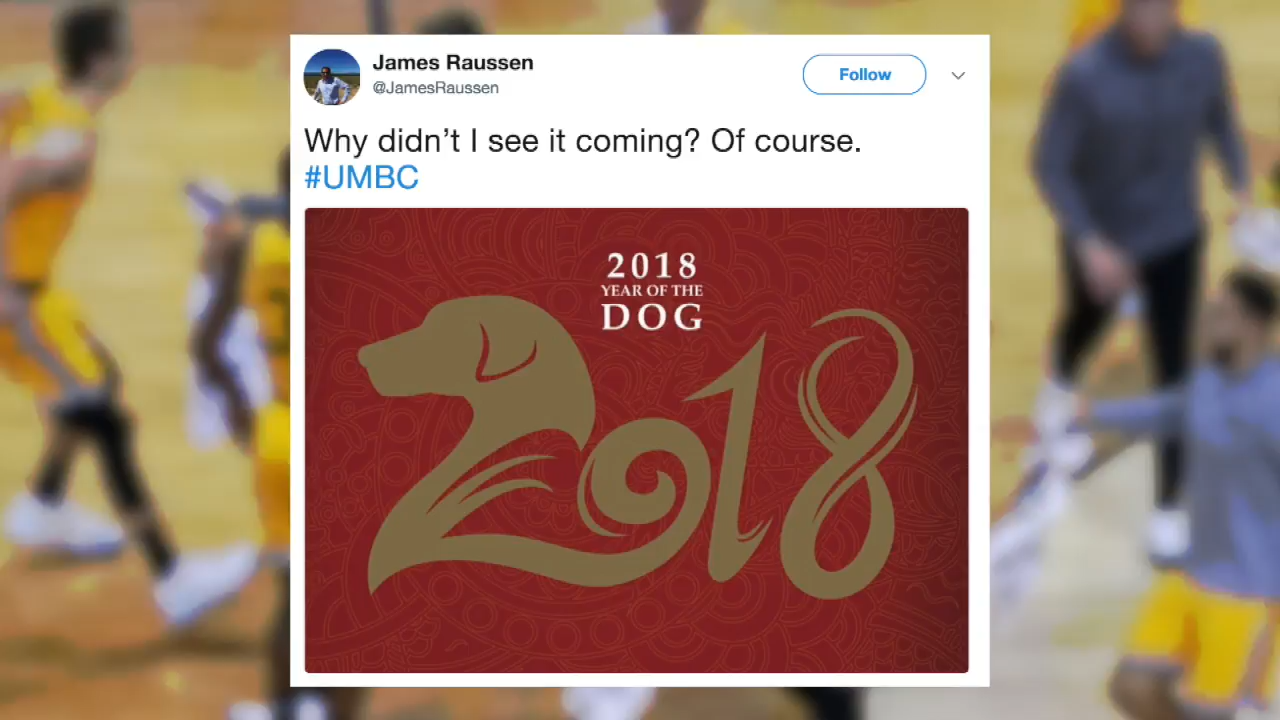 James Raussen
@JamesRaussen
Follow
Why didn’t I see it coming? Of course.
#UMBC
2018
YEAR OF THE
DOG
2018